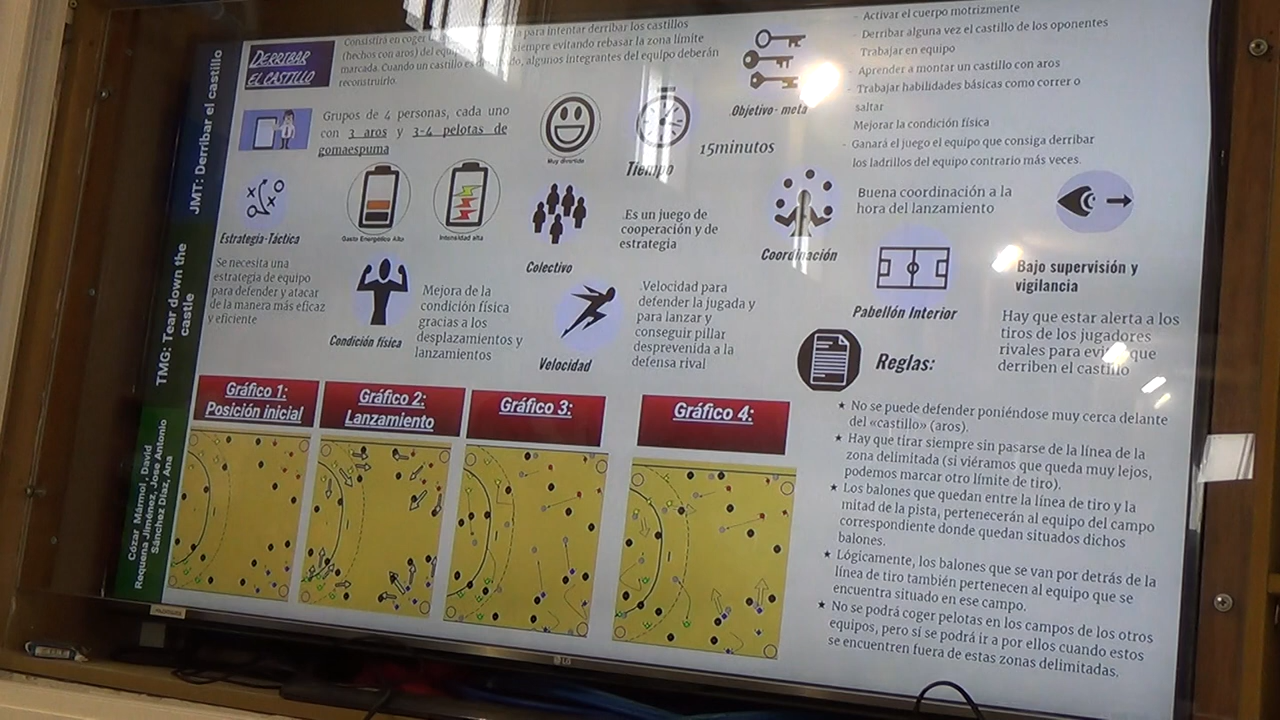 JMT: Derribar el castillo
TMG: Tear down the
castle
Cózar Mármol, David
Requena Jiménez, Jose Antonio
Sánchez Díaz, Ana
DERRIBAR
EL CASTILLO
Consistirá en coger para intentar derribar los castillos
(hechos con aros) del siempre evitando rebasar la zona límite
marcada. Cuando un castillo algunos integrantes del equipo deberán
reconstruirlo.
Grupos de 4 personas, cada uno
con 3 aros y 3-4 pelotas de
gomaespuma
Muy divertido
Tiempo
15minutos
Objetivo- meta
- Activar el cuerpo motrizmente
- Derribar alguna vez el castillo de los oponentes
- Trabajar en equipo
- Aprender a montar un castillo con aros
- Trabajar habilidades básicas como correr o
saltar
Mejorar la condición física
- Ganará el juego el equipo que consiga derribar
los ladrillos del equipo contrario más veces.
Estrategia-Táctica
Se necesita una
estrategia de equipo
para defender y atacar
de la manera más eficaz
y eficiente
Gasto Energético Alto
Intensidad alta
Colectivo
.Es un juego de
cooperación y de
estrategia
Coordinación
Buena coordinación a la
hora del lanzamiento
Condición física
Mejora de la
condición física
gracias a los
desplazamientos y
lanzamientos
Velocidad
.Velocidad para
defender la jugada y
para lanzar y
conseguir pillar
desprevenida a la
defensa rival
Pabellón Interior
Bajo supervisión y
vigilancia
Hay que estar alerta a los
tiros de los jugadores
rivales para que
derriben el castillo
Reglas:
★ No se puede defender poniéndose muy cerca delante
del «castillo» (aros).
★ Hay que tirar siempre sin pasarse de la línea de la
zona delimitada (si viéramos que queda muy lejos,
podemos marcar otro límite de tiro).
★ Los balones que quedan entre la línea de tiro y la
mitad de la pista, pertenecerán al equipo del campo
correspondiente donde quedan situados dichos
balones.
★ Lógicamente, los balones que se van por detrás de la
línea de tiro también pertenecen al equipo que se
encuentra situado en ese campo.
★ No se podrá coger pelotas en los campos de los otros
equipos, pero sí se podrá ir a por ellos cuando estos
se encuentren fuera de estas zonas delimitadas.
Gráfico 1:
Posición inicial
Gráfico 2:
Lanzamiento
Gráfico 3:
Gráfico 4:
LG